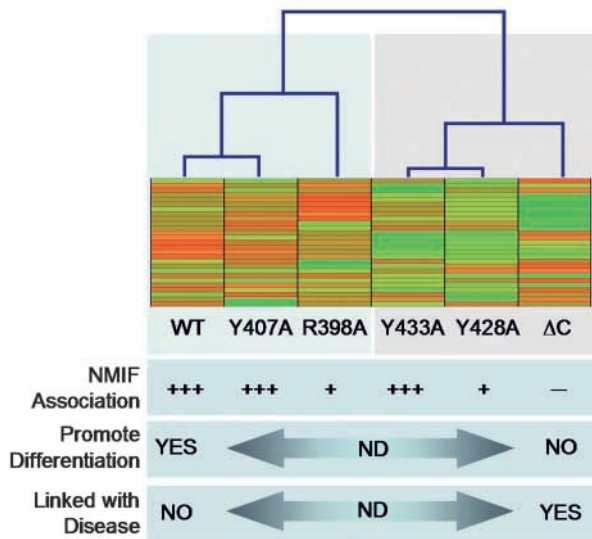 WT Y407A R398A Y433A Y428A ΔC
NMIF Association +++ +++ + +++ + —
Promote Differentiation YES ND NO
Linked with Disease NO ND YES